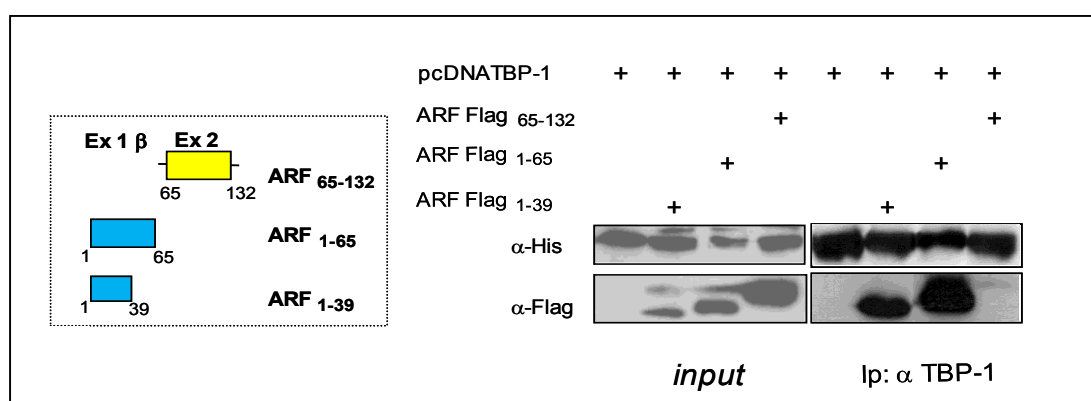 Ex 1 β Ex 2
65 132
ARF 65-132
1 65
ARF 1-65
1 39
ARF 1-39
pcDNATBP-1 + + + + + + + +
ARF Flag 65-132 + +
ARF Flag 1-65 + +
ARF Flag 1-39 + +
α-His
α-Flag
input
Ip: α TBP-1